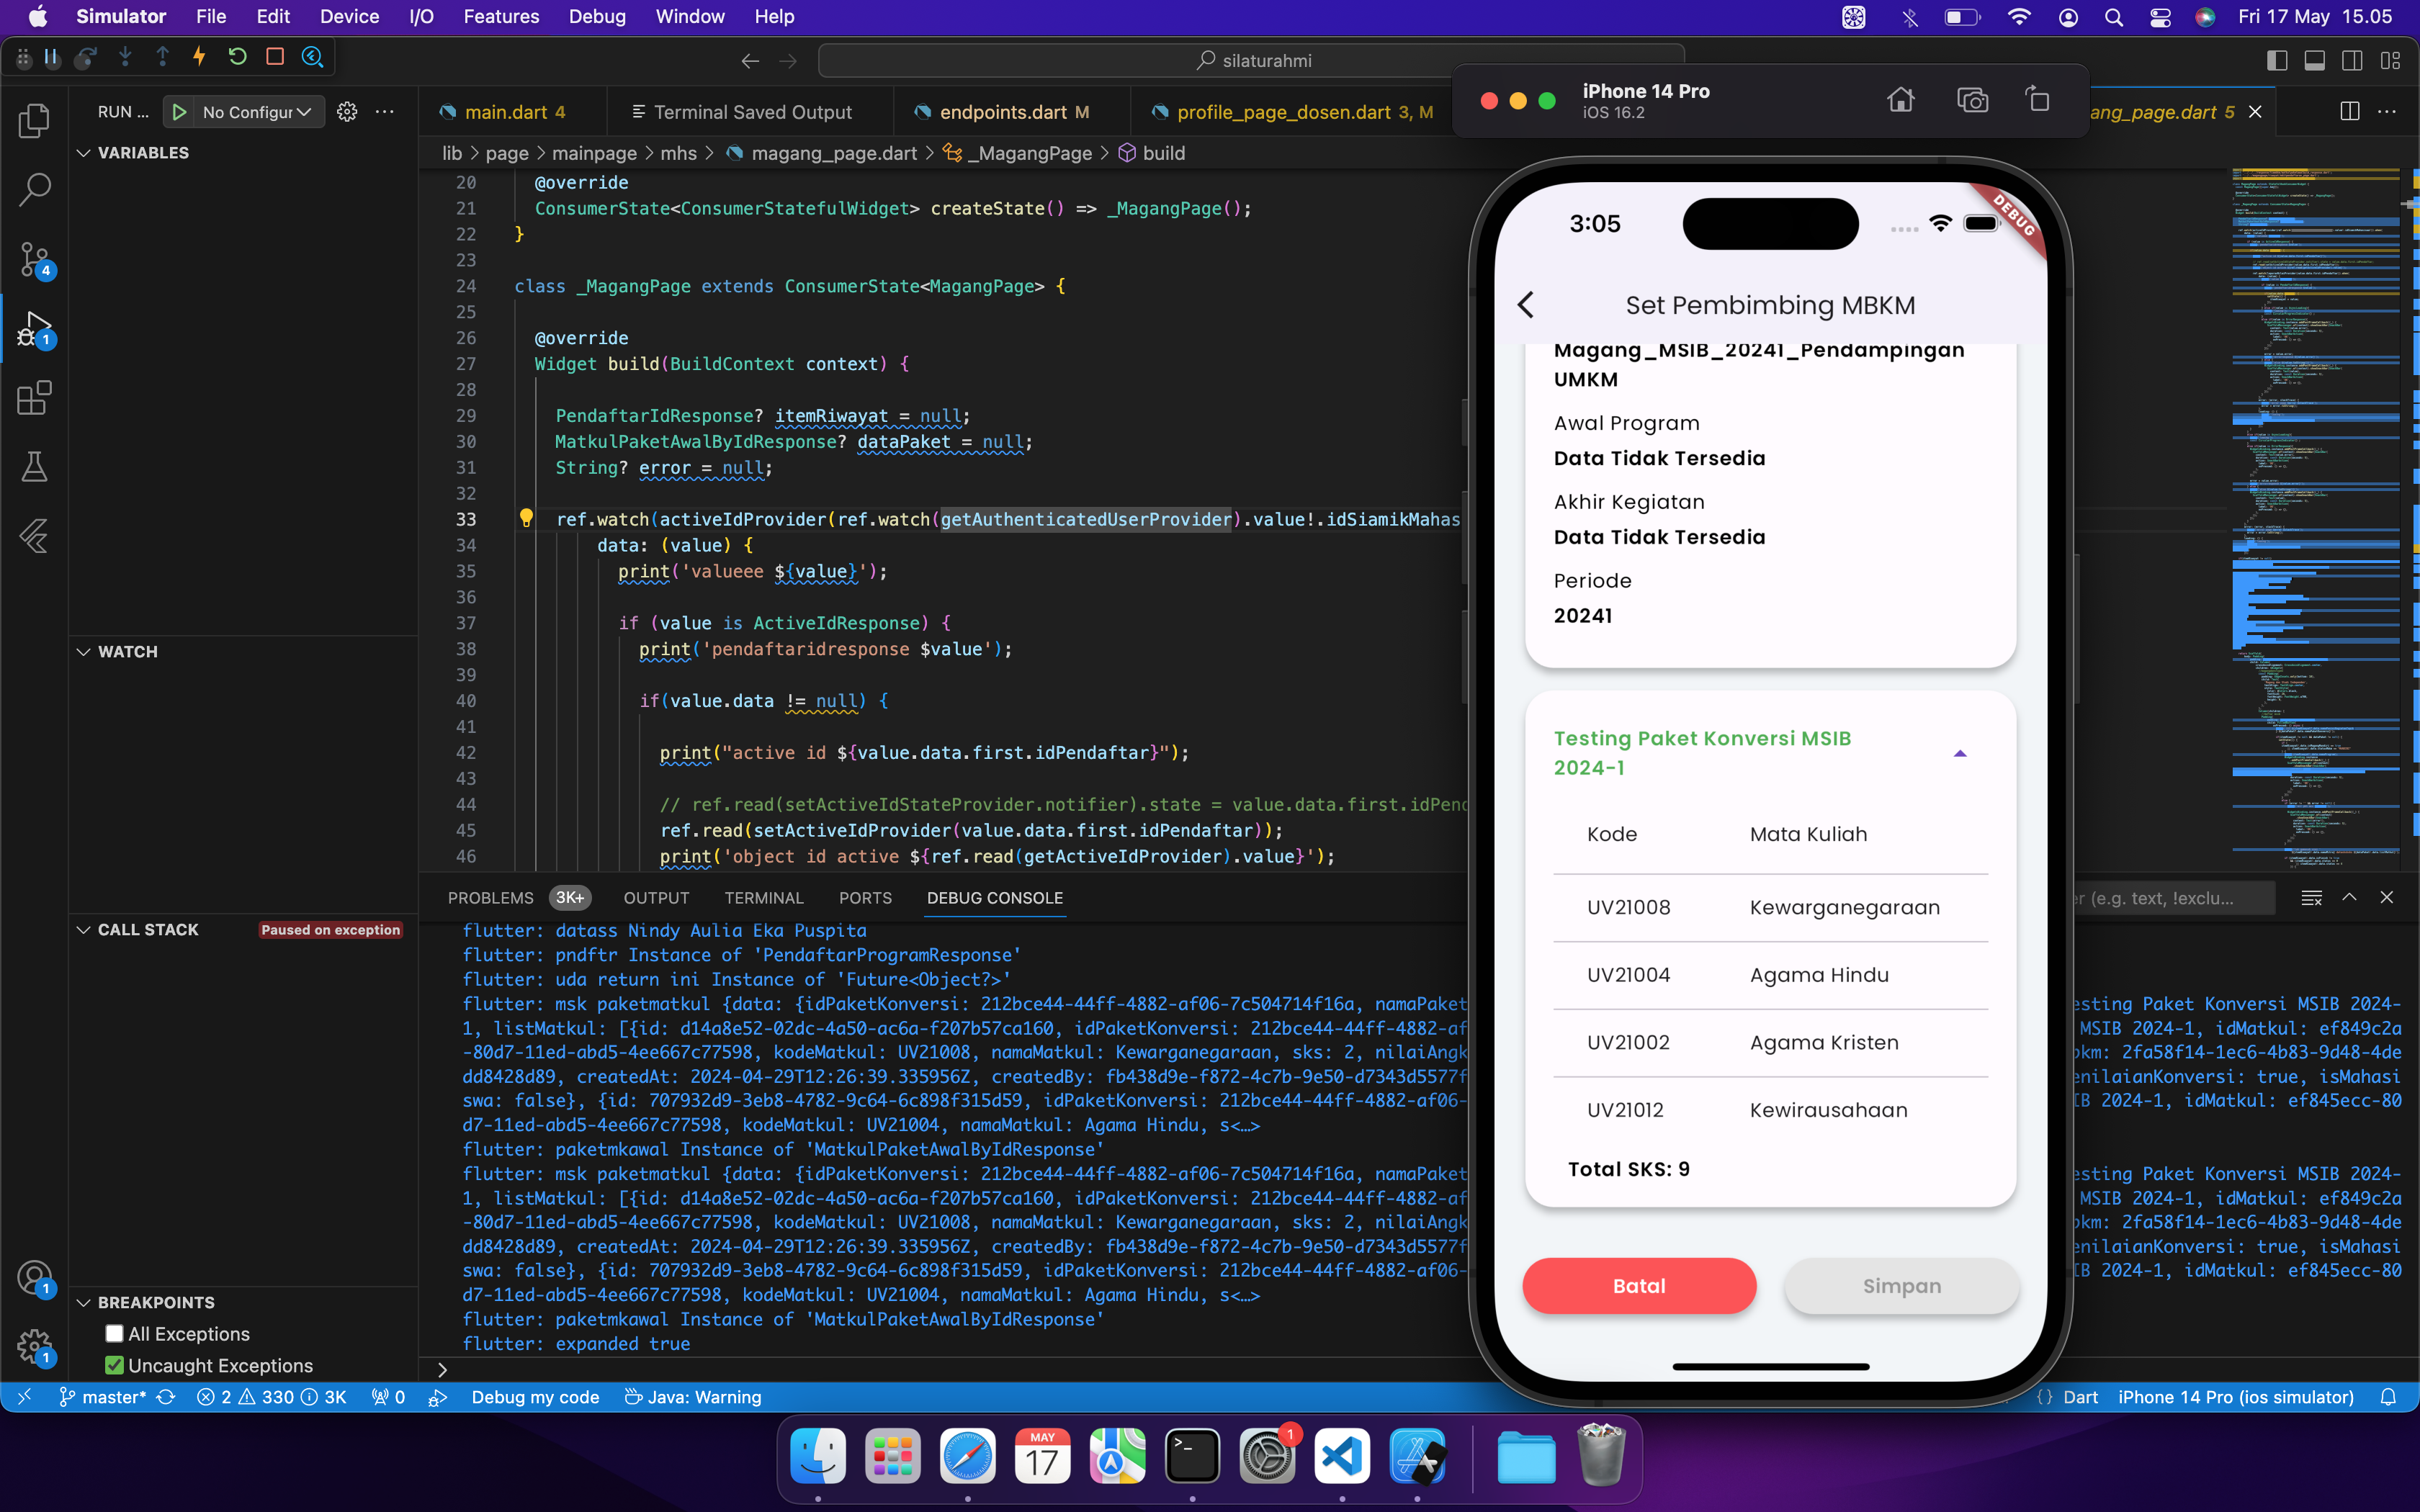 Simulator File Edit Device I/O Features Debug Window Help
Fri 17 May 15.05
silaturahmi
RUN ... No Configur
main.dart 4
Terminal Saved Output
endpoints.dart M
profile_page_dosen.dart 3, M
ang_page.dart 5
lib > page > mainpage > mhs > magang_page.dart > _MagangPage > build
VARIABLES
WATCH
CALL STACK
Paused on exception
BREAKPOINTS
All Exceptions
Uncaught Exceptions
20 @override
21 ConsumerState<ConsumerStatefulWidget> createState() => _MagangPage();
22 }
23
24 class _MagangPage extends ConsumerState<MagangPage> {
25
26 @override
27 Widget build(BuildContext context) {
28
29 PendaftarIdResponse? itemRiwayat = null;
30 MatkulPaketAwalByIdResponse? dataPaket = null;
31 String? error = null;
32
33 ref.watch(activeIdProvider(ref.watch(getAuthenticatedUserProvider).value!.idSiamikMahas
34 data: (value) {
35 print('valueee ${value}');
36
37 if (value is ActiveIdResponse) {
38 print('pendaftaridresponse $value');
39
40 if(value.data != null) {
41
42 print("active id ${value.data.first.idPendaftar}");
43
44 // ref.read(setActiveIdStateProvider.notifier).state = value.data.first.idPend
45 ref.read(setActiveIdProvider(value.data.first.idPendaftar));
46 print('object id active ${ref.read(getActiveIdProvider).value}');
PROBLEMS 3K+ OUTPUT TERMINAL PORTS DEBUG CONSOLE
er (e.g. text, !exclu...
flutter: datass Nindy Aulia Eka Puspita
flutter: pndftr Instance of 'PendaftarProgramResponse'
flutter: uda return ini Instance of 'Future<Object?>'
flutter: msk paketmatkul {data: {idPaketKonversi: 212bce44-44ff-4882-af06-7c504714f16a, namaPaket esting Paket Konversi MSIB 2024-
1, listMatkul: [{id: d14a8e52-02dc-4a50-ac6a-f207b57ca160, idPaketKonversi: 212bce44-44ff-4882-af MSIB 2024-1, idMatkul: ef849c2a
-80d7-11ed-abd5-4ee667c77598, kodeMatkul: UV21008, namaMatkul: Kewarganegaraan, sks: 2, nilaiAngk bkm: 2fa58f14-1ec6-4b83-9d48-4de
dd8428d89, createdAt: 2024-04-29T12:26:39.335956Z, createdBy: fb438d9e-f872-4c7b-9e50-d7343d5577f enilaianKonversi: true, isMahasi
swa: false}, {id: 707932d9-3eb8-4782-9c64-6c898f315d59, idPaketKonversi: 212bce44-44ff-4882-af06- IB 2024-1, idMatkul: ef845ecc-80
d7-11ed-abd5-4ee667c77598, kodeMatkul: UV21004, namaMatkul: Agama Hindu, s<…>
flutter: paketmkawal Instance of 'MatkulPaketAwalByIdResponse'
flutter: msk paketmatkul {data: {idPaketKonversi: 212bce44-44ff-4882-af06-7c504714f16a, namaPaket esting Paket Konversi MSIB 2024-
1, listMatkul: [{id: d14a8e52-02dc-4a50-ac6a-f207b57ca160, idPaketKonversi: 212bce44-44ff-4882-af MSIB 2024-1, idMatkul: ef849c2a
-80d7-11ed-abd5-4ee667c77598, kodeMatkul: UV21008, namaMatkul: Kewarganegaraan, sks: 2, nilaiAngk bkm: 2fa58f14-1ec6-4b83-9d48-4de
dd8428d89, createdAt: 2024-04-29T12:26:39.335956Z, createdBy: fb438d9e-f872-4c7b-9e50-d7343d5577f enilaianKonversi: true, isMahasi
swa: false}, {id: 707932d9-3eb8-4782-9c64-6c898f315d59, idPaketKonversi: 212bce44-44ff-4882-af06- IB 2024-1, idMatkul: ef845ecc-80
d7-11ed-abd5-4ee667c77598, kodeMatkul: UV21004, namaMatkul: Agama Hindu, s<…>
flutter: paketmkawal Instance of 'MatkulPaketAwalByIdResponse'
flutter: expanded true
iPhone 14 Pro
iOS 16.2
3:05
DEBUG
Set Pembimbing MBKM
Magang_MSIB_20241_Pendampingan
UMKM
Awal Program
Data Tidak Tersedia
Akhir Kegiatan
Data Tidak Tersedia
Periode
20241
Testing Paket Konversi MSIB
2024-1
Kode Mata Kuliah
UV21008 Kewarganegaraan
UV21004 Agama Hindu
UV21002 Agama Kristen
UV21012 Kewirausahaan
Total SKS: 9
Batal Simpan
4
1
1
1
master* 2 330 3K 0 Debug my code Java: Warning
Dart iPhone 14 Pro (ios simulator)
MAY
17
1